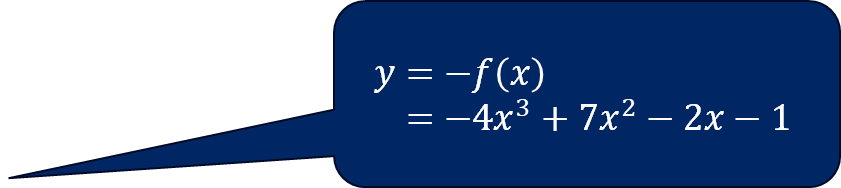 y = −f(x)
= −4x³ + 7x² − 2x − 1